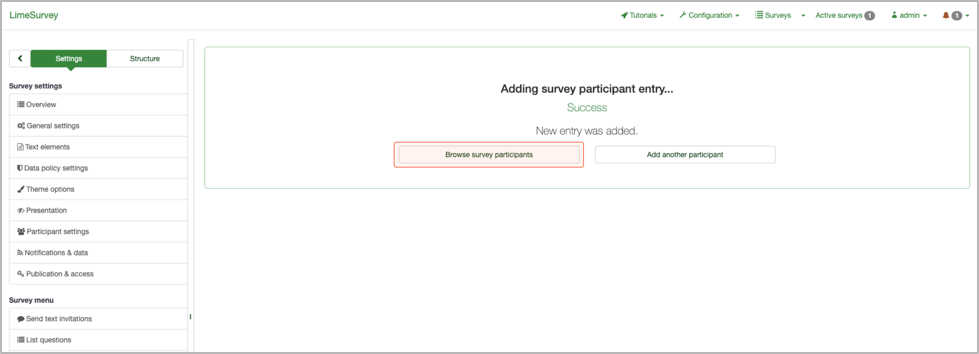 LimeSurvey
Tutorials
Configuration
Surveys
Active surveys 1
admin
1
Settings
Structure
Survey settings
Overview
General settings
Text elements
Data policy settings
Theme options
Presentation
Participant settings
Notifications & data
Publication & access
Survey menu
Send text invitations
List questions
Adding survey participant entry...
Success
New entry was added.
Browse survey participants
Add another participant